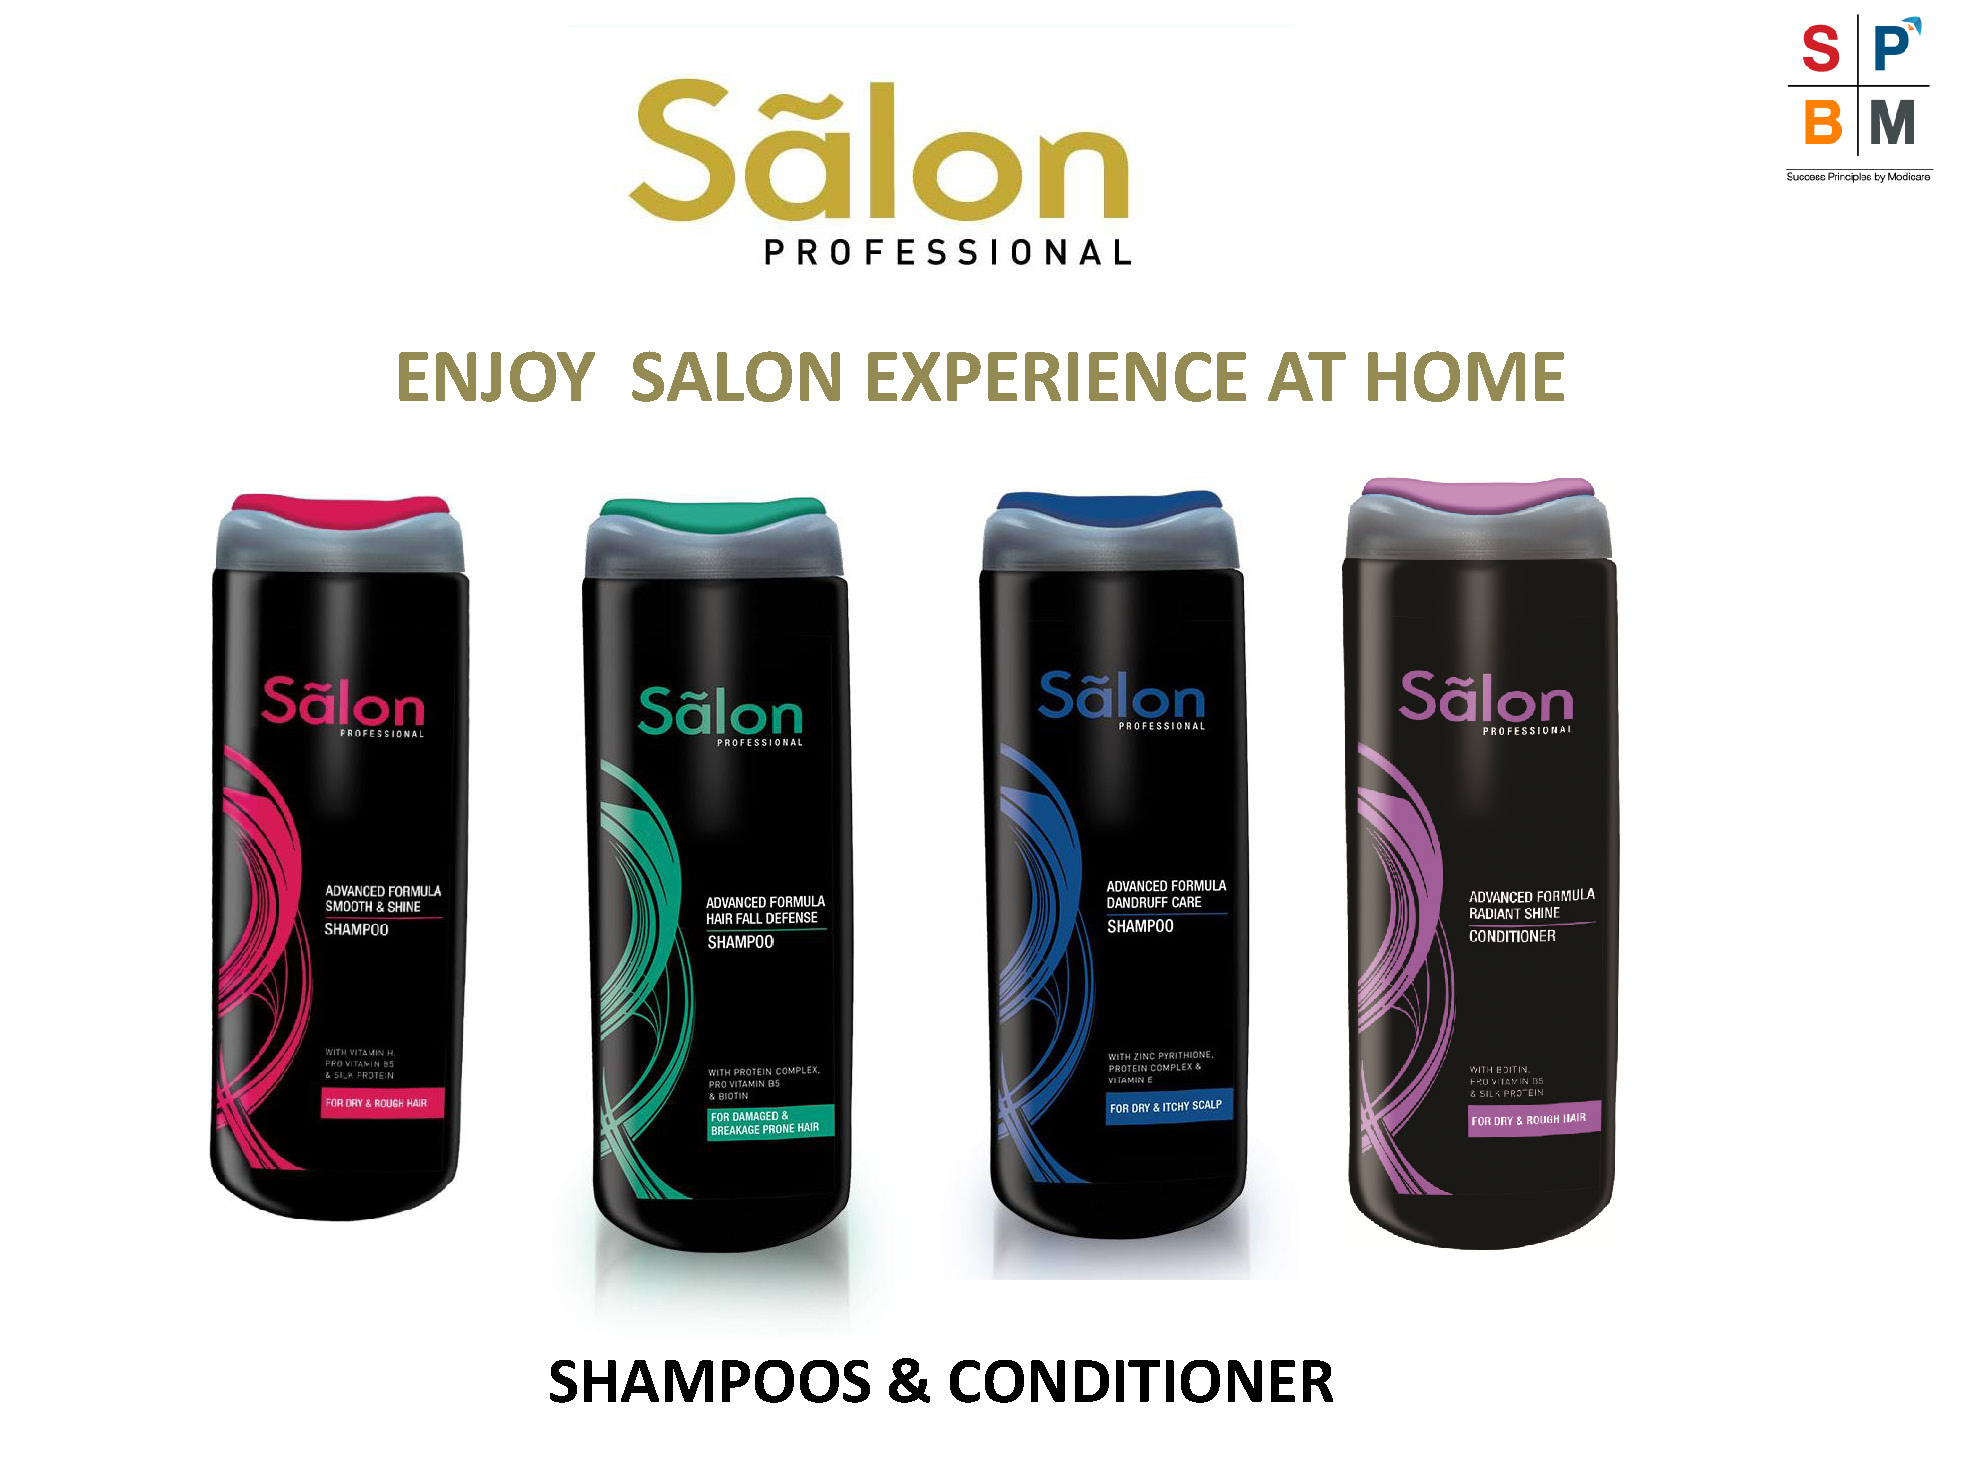 Sãlon
PROFESSIONAL
S P
B M
Success Principles by Modicare
ENJOY  SALON EXPERIENCE AT HOME
Sãlon
PROFESSIONAL
ADVANCED FORMULA
SMOOTH & SHINE
SHAMPOO
WITH VITAMIN H,
PRO VITAMIN B5
& SILK PROTEIN
FOR DRY & ROUGH HAIR
Sãlon
PROFESSIONAL
ADVANCED FORMULA
HAIR FALL DEFENSE
SHAMPOO
WITH PROTEIN COMPLEX,
PRO VITAMIN B5
& BIOTIN
FOR DAMAGED &
BREAKAGE PRONE HAIR
Sãlon
PROFESSIONAL
ADVANCED FORMULA
DANDRUFF CARE
SHAMPOO
WITH ZINC PYRITHIONE,
PROTEIN COMPLEX &
VITAMIN E
FOR DRY & ITCHY SCALP
Sãlon
PROFESSIONAL
ADVANCED FORMULA
RADIANT SHINE
CONDITIONER
WITH BOITIN,
PRO VITAMIN B5
& SILK PROTEIN
FOR DRY & ROUGH HAIR
SHAMPOOS & CONDITIONER